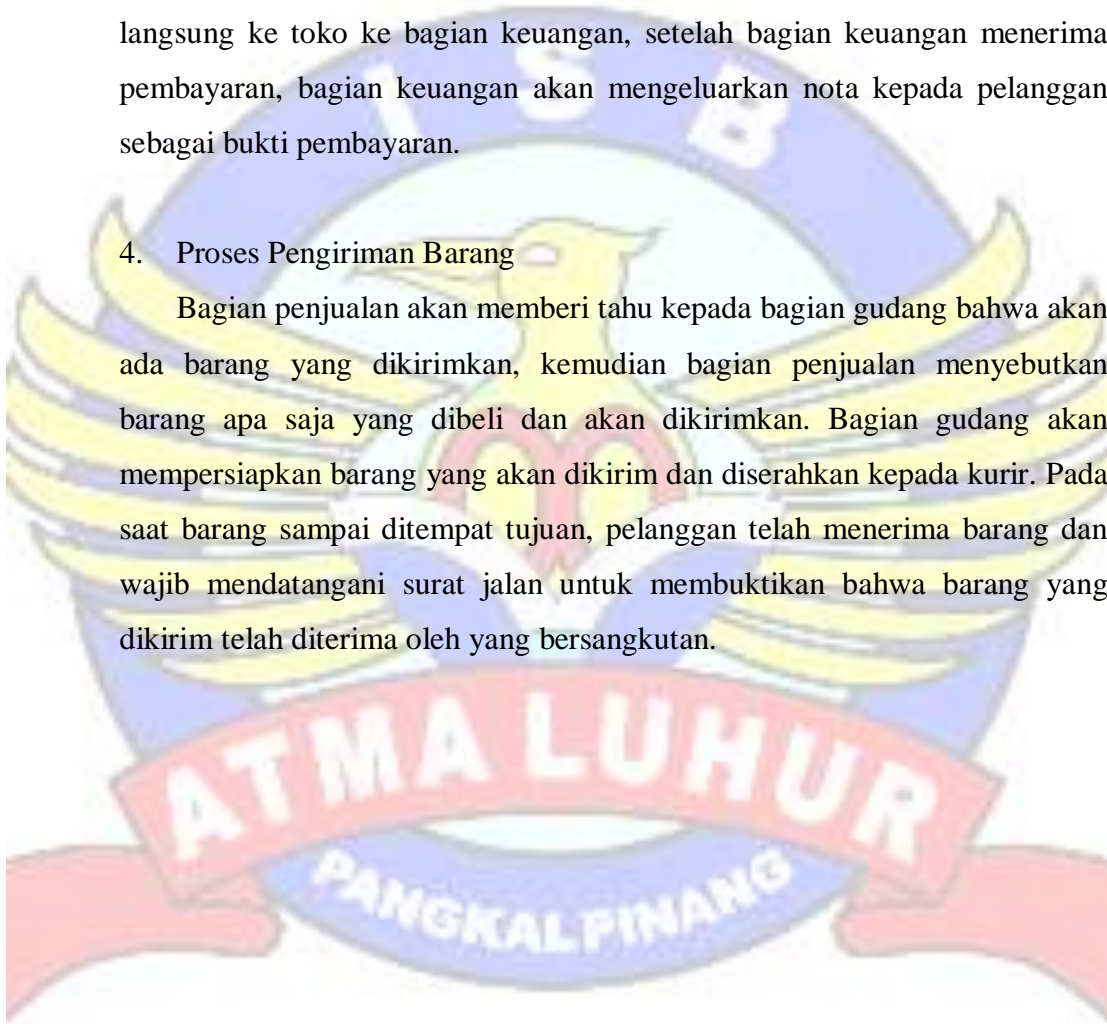 langsung ke toko ke bagian keuangan, setelah bagian keuangan menerima
pembayaran, bagian keuangan akan mengeluarkan nota kepada pelanggan
sebagai bukti pembayaran.
4. Proses Pengiriman Barang
Bagian penjualan akan memberi tahu kepada bagian gudang bahwa akan
ada barang yang dikirimkan, kemudian bagian penjualan menyebutkan
barang apa saja yang dibeli dan akan dikirimkan. Bagian gudang akan
mempersiapkan barang yang akan dikirim dan diserahkan kepada kurir. Pada
saat barang sampai ditempat tujuan, pelanggan telah menerima barang dan
wajib mendatangani surat jalan untuk membuktikan bahwa barang yang
dikirim telah diterima oleh yang bersangkutan.
I S B
ATMA LUHUR
PANGKALPINANG